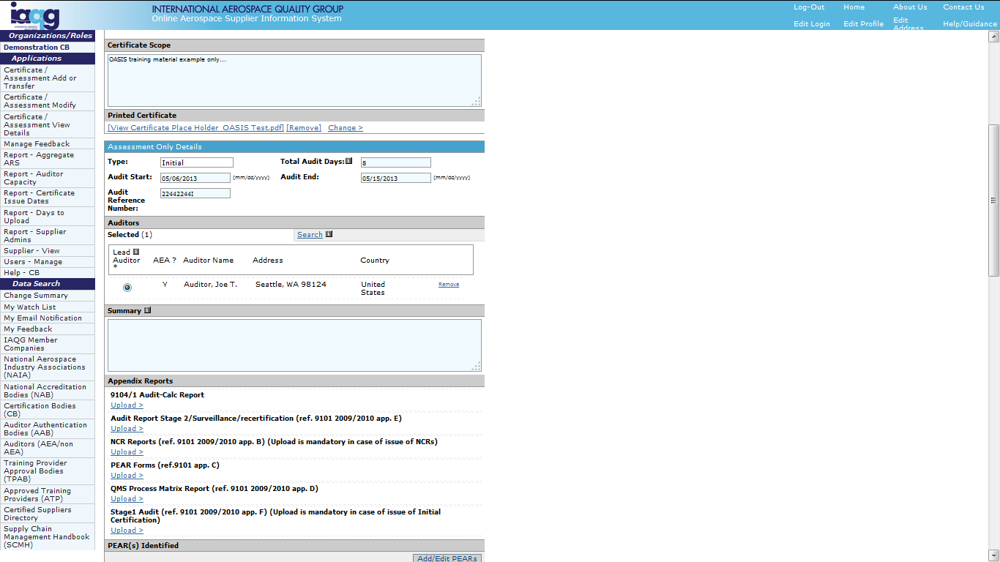 iaqg
INTERNATIONAL AEROSPACE QUALITY GROUP
Online Aerospace Supplier Information System
Log-Out
Home
About Us
Contact Us
Edit Login
Edit Profile
Edit
Address
Help/Guidance
Organizations/Roles
Demonstration CB
Applications
Certificate /
Assessment Add or
Transfer
Certificate /
Assessment Modify
Certificate /
Assessment View
Details
Manage Feedback
Report - Aggregate
ARS
Report - Auditor
Capacity
Report - Certificate
Issue Dates
Report - Days to
Upload
Report - Supplier
Admins
Supplier - View
Users - Manage
Help - CB
Data Search
Change Summary
My Watch List
My Email Notification
My Feedback
IAQG Member
Companies
National Aerospace
Industry Associations
(NAIA)
National Accreditation
Bodies (NAB)
Certification Bodies
(CB)
Auditor Authentication
Bodies (AAB)
Auditors (AEA/non
AEA)
Training Provider
Approval Bodies
(TPAB)
Approved Training
Providers (ATP)
Certified Suppliers
Directory
Supply Chain
Management Handbook
(SCMH)
Certificate Scope
OASIS training material example only...
Printed Certificate
[View Certificate Place Holder_OASIS Test.pdf] [Remove] Change >
Assessment Only Details
Type: Initial Total Audit Days: 8
Audit Start: 05/06/2013 (mm/dd/yyyy) Audit End: 05/15/2013 (mm/dd/yyyy)
Audit
Reference
Number: 22442244I
Auditors
Selected (1) Search
Lead
Auditor
*
AEA ? Auditor Name Address Country
Y Auditor, Joe T. Seattle, WA 98124 United
States
Remove
Summary
Appendix Reports
9104/1 Audit-Calc Report
Upload >
Audit Report Stage 2/Surveillance/recertification (ref. 9101 2009/2010 app. E)
Upload >
NCR Reports (ref. 9101 2009/2010 app. B) (Upload is mandatory in case of issue of NCRs)
Upload >
PEAR Forms (ref.9101 app. C)
Upload >
QMS Process Matrix Report (ref. 9101 2009/2010 app. D)
Upload >
Stage1 Audit (ref. 9101 2009/2010 app. F) (Upload is mandatory in case of issue of Initial
Certification)
Upload >
PEAR(s) Identified
Add/Edit PEARs